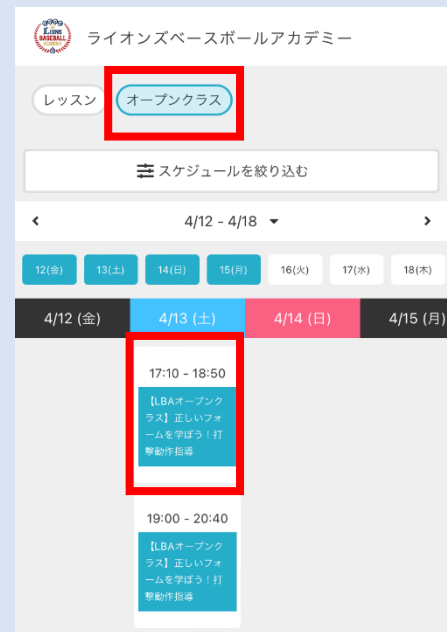 LIONS
BASEBALL
ACADEMY
ライオンズベースボールアカデミー
レッスン
オープンクラス
スケジュールを絞り込む
4/12 - 4/18
12(金)
13(土)
14(日)
15(月)
16(火)
17(水)
18(木)
4/12 (金)
4/13 (土)
4/14 (日)
4/15 (月)
17:10 - 18:50
【LBAオープンク
ラス】正しいフォ
ームを学ぼう！打
撃動作指導
19:00 - 20:40
【LBAオープンク
ラス】正しいフォ
ームを学ぼう！打
撃動作指導